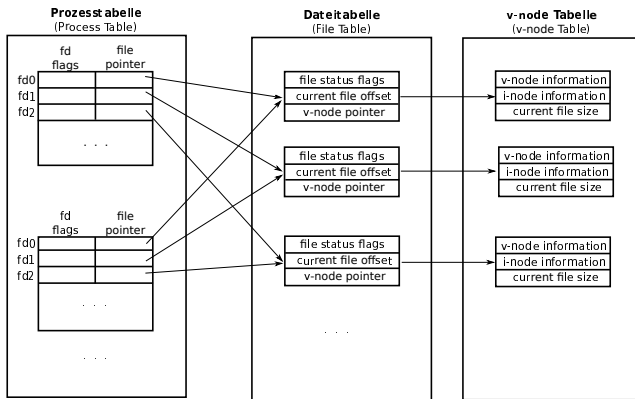 Prozesstabelle
(Process Table)
fd flags
file pointer
fd0
fd1
fd2
. . .
fd flags
file pointer
fd0
fd1
fd2
. . .
. . .
Dateitabelle
(File Table)
file status flags
current file offset
v-node pointer
file status flags
current file offset
v-node pointer
file status flags
current file offset
v-node pointer
. . .
v-node Tabelle
(v-node Table)
v-node information
i-node information
current file size
v-node information
i-node information
current file size
v-node information
i-node information
current file size